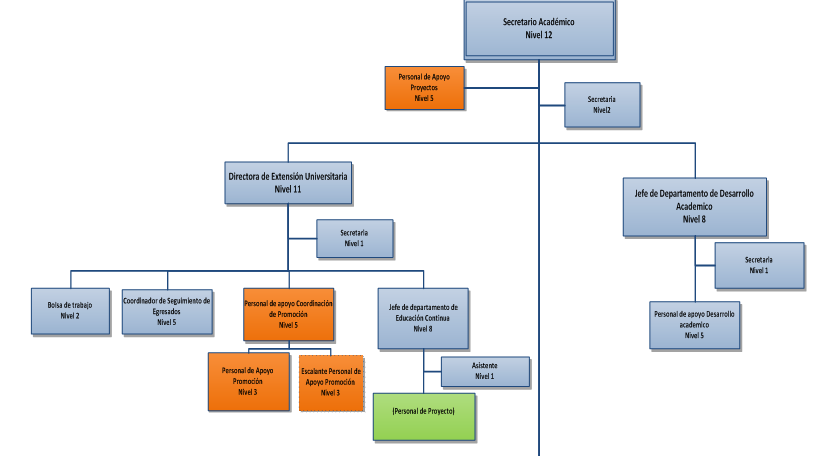 Secretario Académico
Nivel 12
Personal de Apoyo
Proyectos
Nivel 5
Secretaria
Nivel2
Directora de Extensión Universitaria
Nivel 11
Jefe de Departamento de Desarrollo
Academico
Nivel 8
Secretaria
Nivel 1
Secretaria
Nivel 1
Bolsa de trabajo
Nivel 2
Coordinador de Seguimiento de
Egresados
Nivel 5
Personal de apoyo Coordinación
de Promoción
Nivel 5
Jefe de departamento de
Educación Continua
Nivel 8
Personal de apoyo Desarrollo
academico
Nivel 5
Personal de Apoyo
Promoción
Nivel 3
Escalante Personal de
Apoyo Promoción
Nivel 3
Asistente
Nivel 1
(Personal de Proyecto)